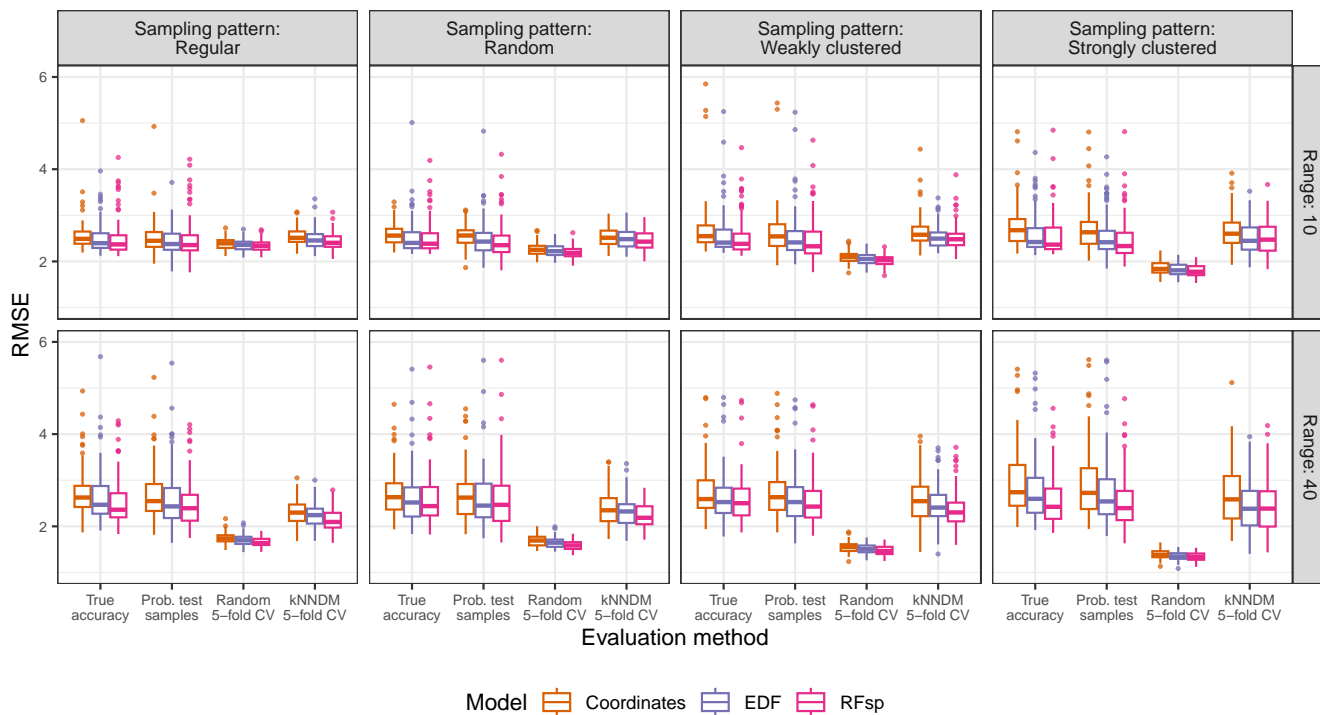 Sampling pattern:
Regular
Sampling pattern:
Random
Sampling pattern:
Weakly clustered
Sampling pattern:
Strongly clustered
6
4
2
Range: 10
RMSE
6
4
2
Range: 40
True
accuracy
Prob. test
samples
Random
5−fold CV
kNNDM
5−fold CV
True
accuracy
Prob. test
samples
Random
5−fold CV
kNNDM
5−fold CV
True
accuracy
Prob. test
samples
Random
5−fold CV
kNNDM
5−fold CV
True
accuracy
Prob. test
samples
Random
5−fold CV
kNNDM
5−fold CV
Evaluation method
Model Coordinates EDF RFsp